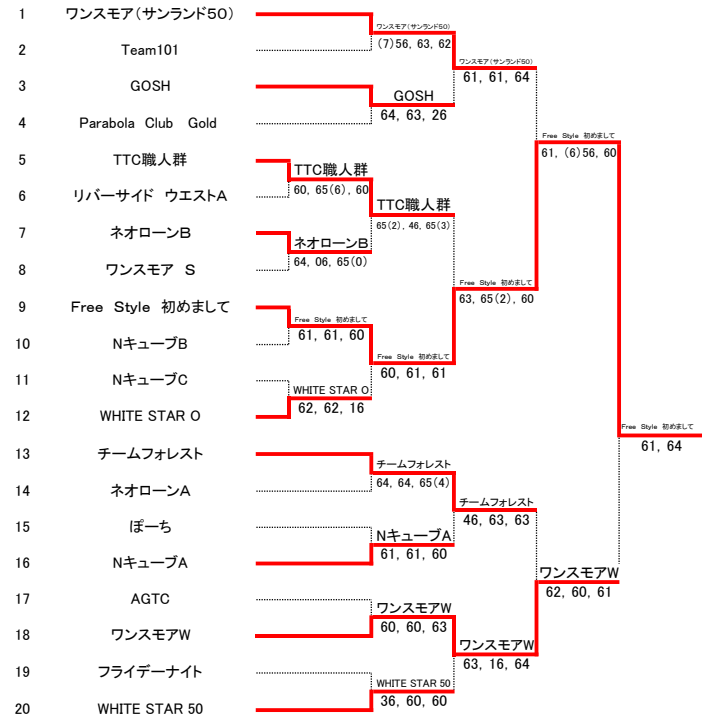 1 ワンスモア(サンランド50)
2 Team101
3 GOSH
4 Parabola Club Gold
5 TTC職人群
6 リバーサイド ウエストA
7 ネオローンB
8 ワンスモア S
9 Free Style 初めまして
10 NキューブB
11 NキューブC
12 WHITE STAR O
13 チームフォレスト
14 ネオローンA
15 ぽーち
16 NキューブA
17 AGTC
18 ワンスモアW
19 フライデーナイト
20 WHITE STAR 50
TTC職人群
60, 65(6), 60
ネオローンB
64, 06, 65(0)
Free Style 初めまして
61, 61, 60
WHITE STAR O
62, 62, 16
ワンスモア(サンランド50)
(7)56, 63, 62
GOSH
64, 63, 26
TTC職人群
65(2), 46, 65(3)
Free Style 初めまして
60, 61, 61
チームフォレスト
64, 64, 65(4)
NキューブA
61, 61, 60
ワンスモアW
60, 60, 63
WHITE STAR 50
36, 60, 60
ワンスモア(サンランド50)
61, 61, 64
Free Style 初めまして
63, 65(2), 60
チームフォレスト
46, 63, 63
ワンスモアW
63, 16, 64
Free Style 初めまして
61, (6)56, 60
ワンスモアW
62, 60, 61
Free Style 初めまして
61, 64